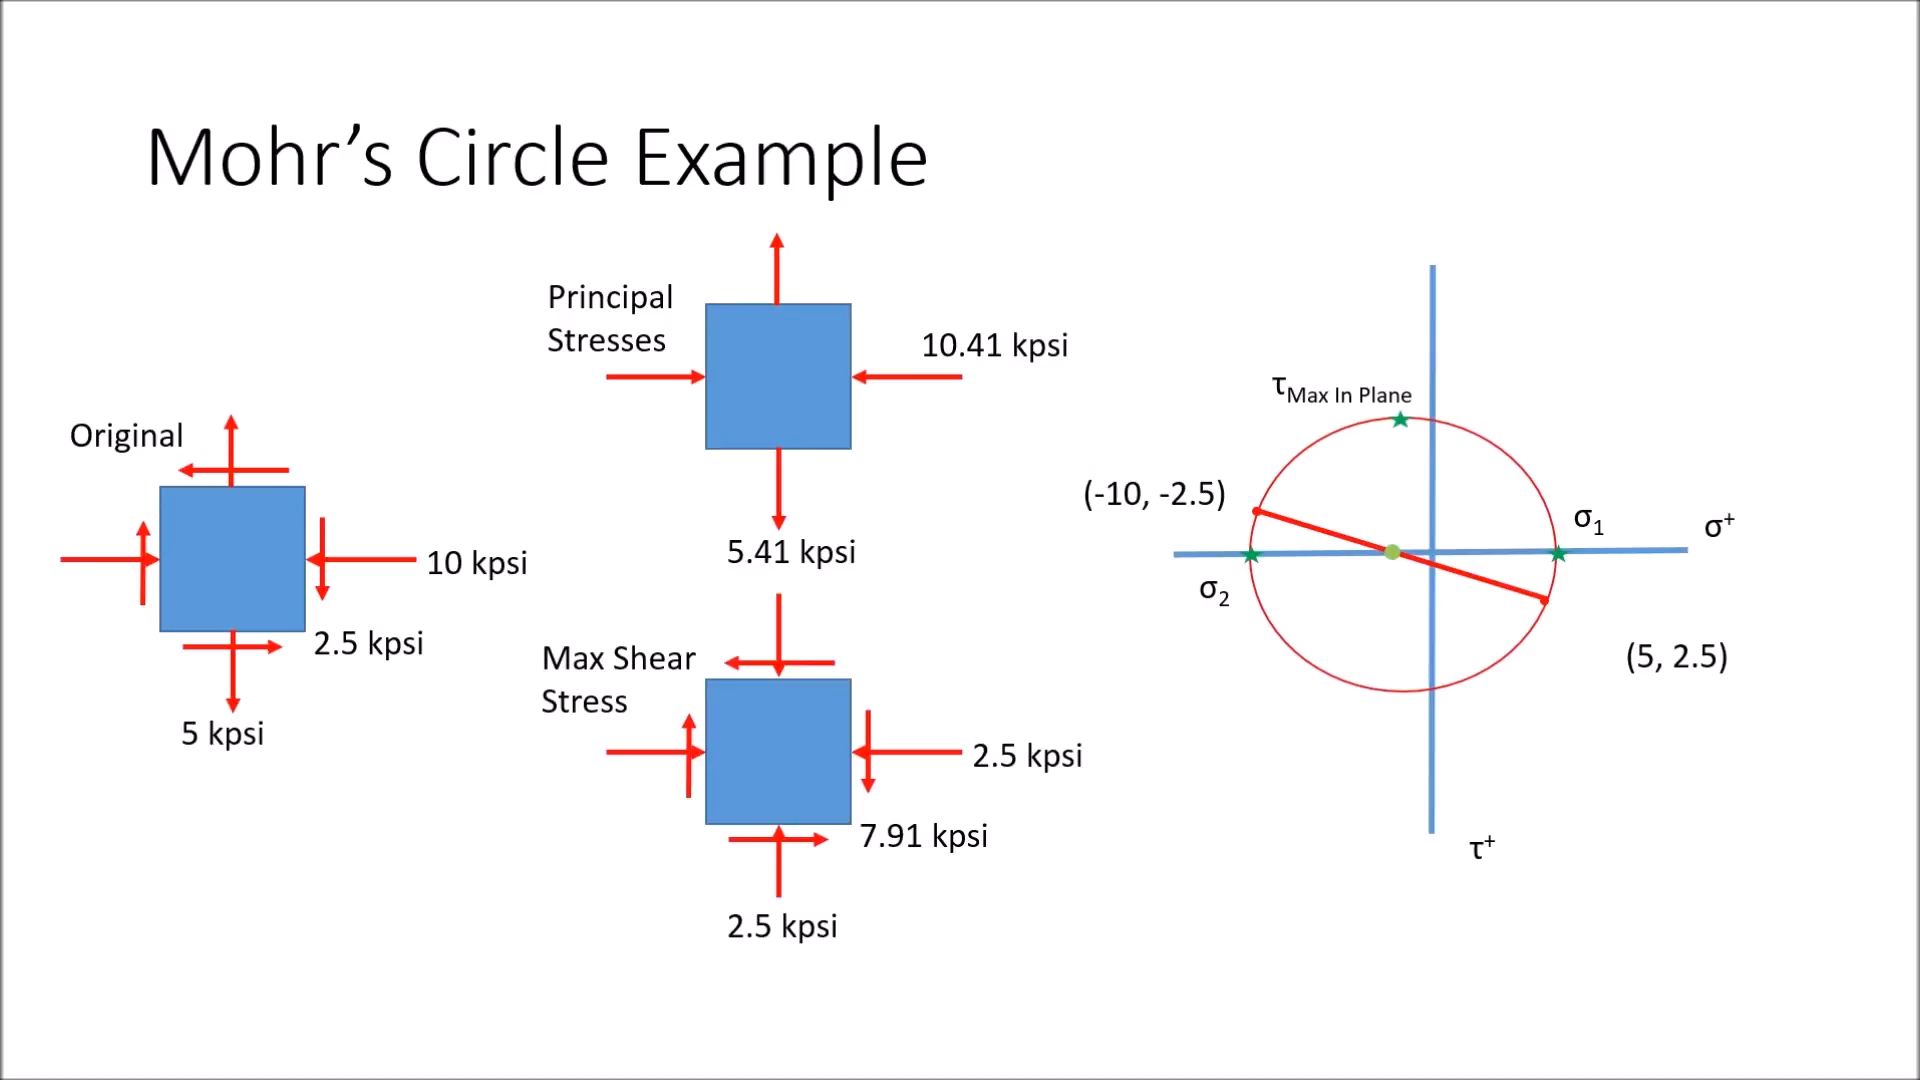 Mohr’s Circle Example
Original
10 kpsi
2.5 kpsi
5 kpsi
Principal
Stresses
10.41 kpsi
5.41 kpsi
Max Shear
Stress
2.5 kpsi
7.91 kpsi
2.5 kpsi
τMax In Plane
(-10, -2.5)
σ1
σ+
σ2
(5, 2.5)
τ+